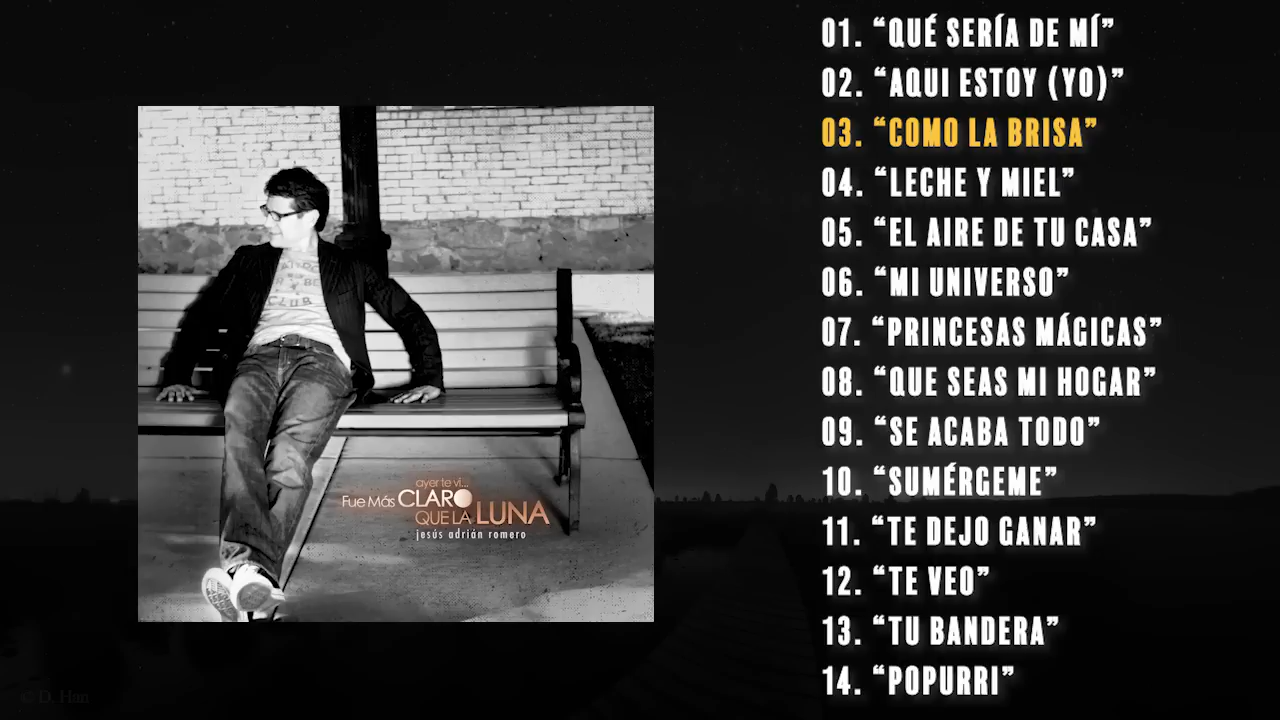 01. “QUÉ SERÍA DE MÍ”
02. “AQUI ESTOY (YO)”
03. “COMO LA BRISA”
04. “LECHE Y MIEL”
05. “EL AIRE DE TU CASA”
06. “MI UNIVERSO”
07. “PRINCESAS MÁGICAS”
08. “QUE SEAS MI HOGAR”
09. “SE ACABA TODO”
10. “SUMÉRGEME”
11. “TE DEJO GANAR”
12. “TE VEO”
13. “TU BANDERA”
14. “POPURRI”
CLUB
ayer te vi...
Fue Más CLARO
QUE LA LUNA
jesús adrián romero
© D. Han